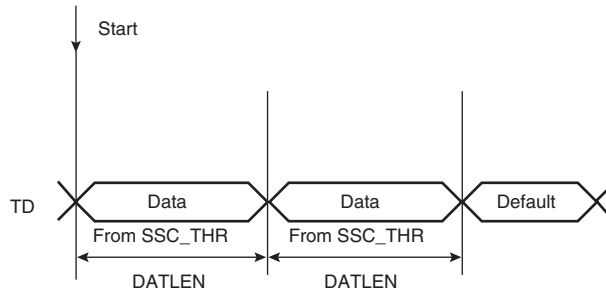 Start
TD
Data
Data
Default
From SSC_THR
From SSC_THR
DATLEN
DATLEN